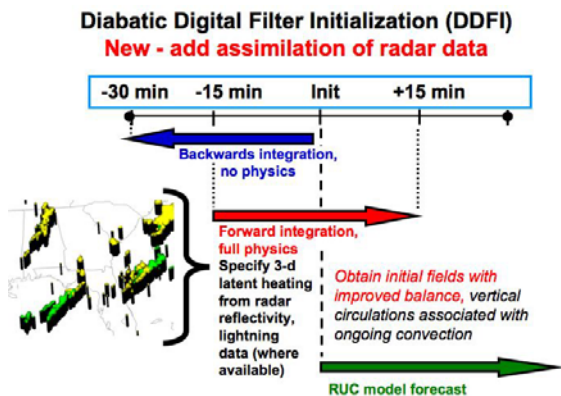 Diabatic Digital Filter Initialization (DDFI)
New - add assimilation of radar data
-30 min -15 min Init +15 min
Backwards integration,
no physics
Forward integration,
full physics
Specify 3-d
latent heating
from radar
reflectivity,
lightning
data (where
available)
Obtain initial fields with
improved balance, vertical
circulations associated with
ongoing convection
RUC model forecast